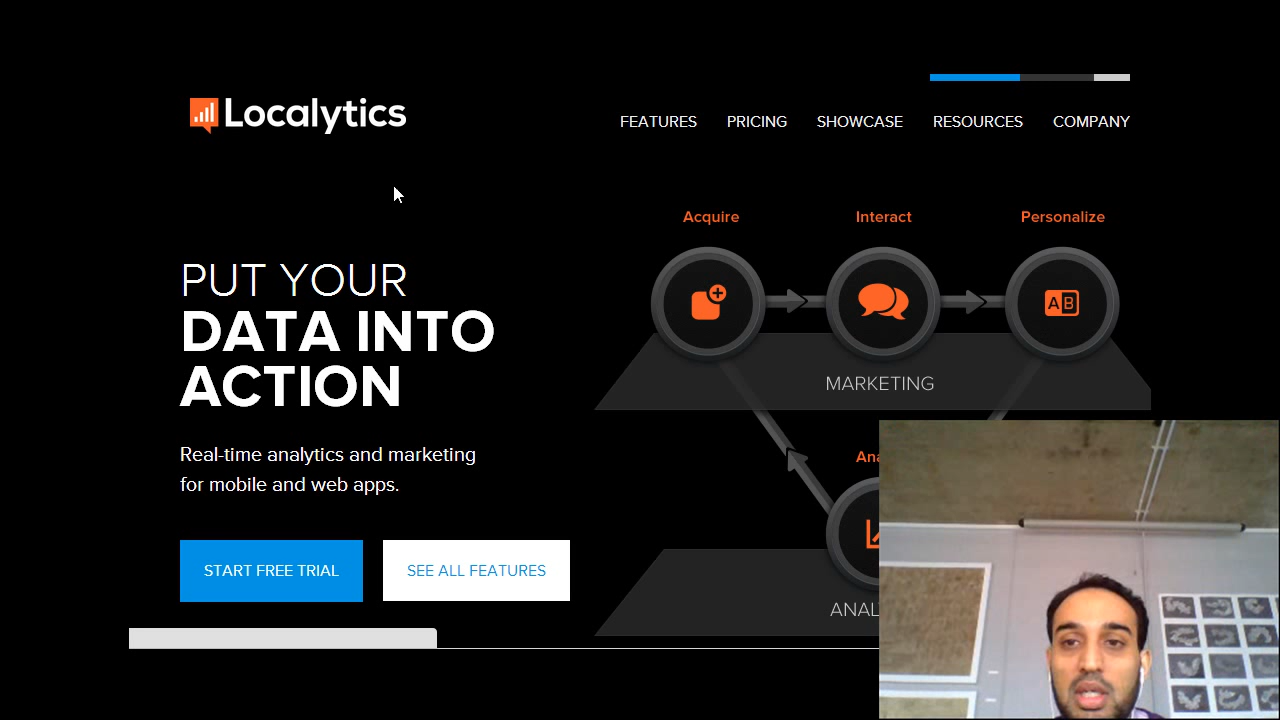 Localytics
FEATURES PRICING SHOWCASE RESOURCES COMPANY
Acquire Interact Personalize
PUT YOUR
DATA INTO
ACTION
A B
MARKETING
Real-time analytics and marketing
for mobile and web apps.
START FREE TRIAL SEE ALL FEATURES